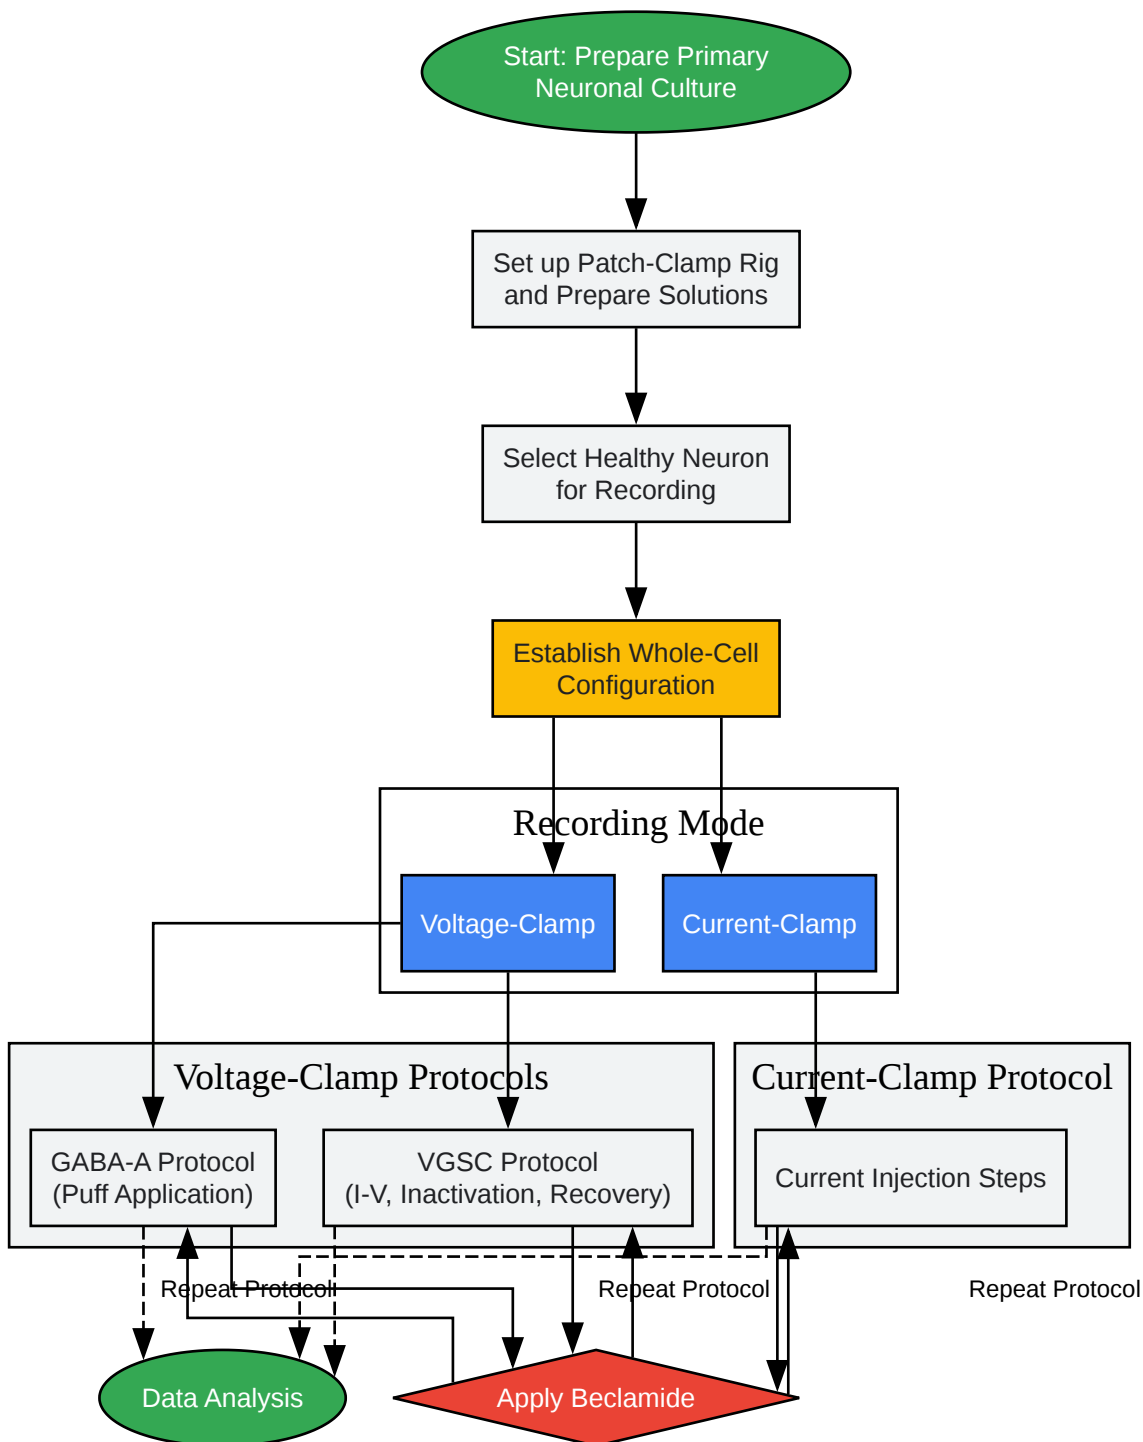 Start: Prepare Primary
Neuronal Culture
Set up Patch-Clamp Rig
and Prepare Solutions
Select Healthy Neuron
for Recording
Establish Whole-Cell
Configuration
Recording Mode
Voltage-Clamp
Current-Clamp
Voltage-Clamp Protocols
Current-Clamp Protocol
GABA-A Protocol
(Puff Application)
VGSC Protocol
(I-V, Inactivation, Recovery)
Current Injection Steps
Repeat Protocol
Repeat Protocol
Repeat Protocol
Data Analysis
Apply Beclamide